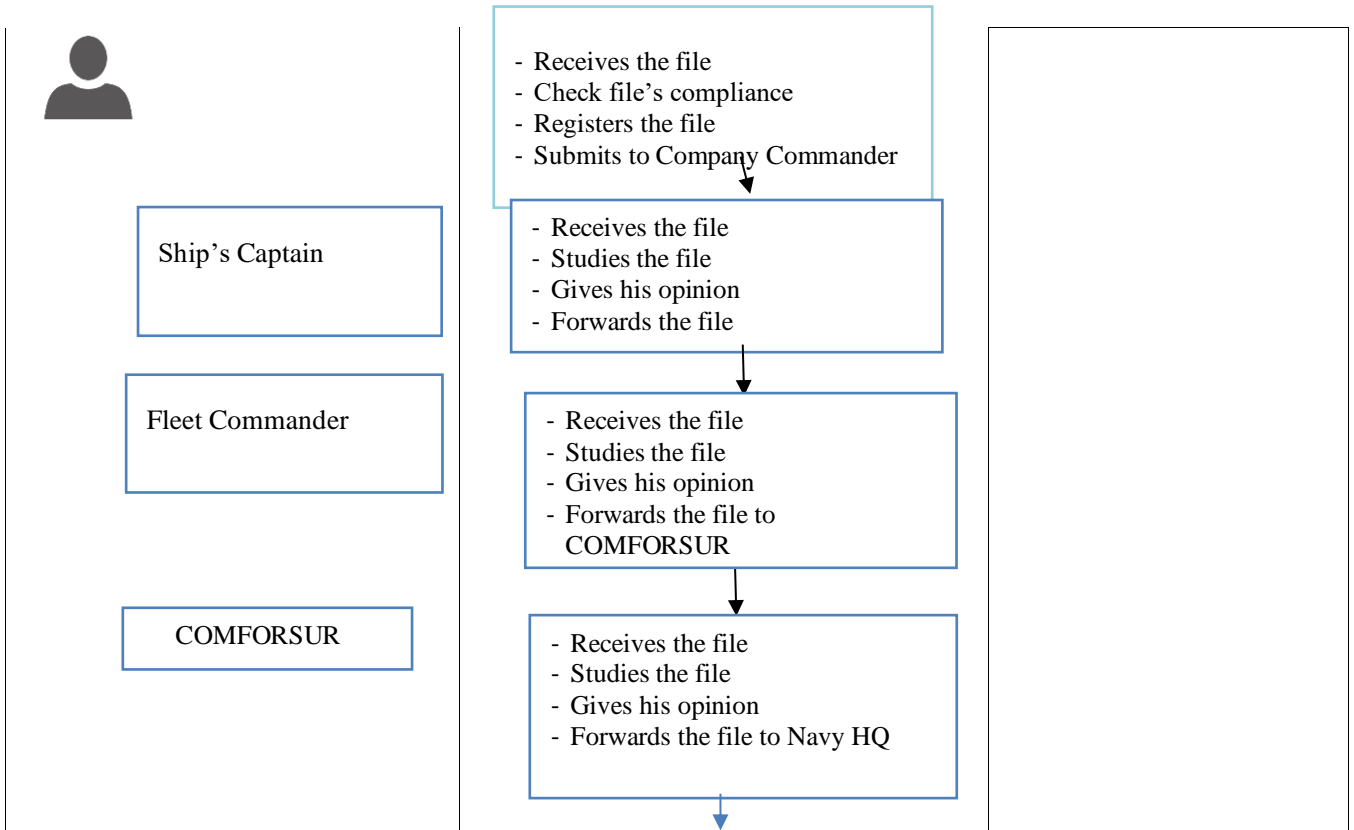 - Receives the file
- Check file’s compliance
- Registers the file
- Submits to Company Commander
Ship’s Captain
- Receives the file
- Studies the file
- Gives his opinion
- Forwards the file
Fleet Commander
- Receives the file
- Studies the file
- Gives his opinion
- Forwards the file to
COMFORSUR
COMFORSUR
- Receives the file
- Studies the file
- Gives his opinion
- Forwards the file to Navy HQ